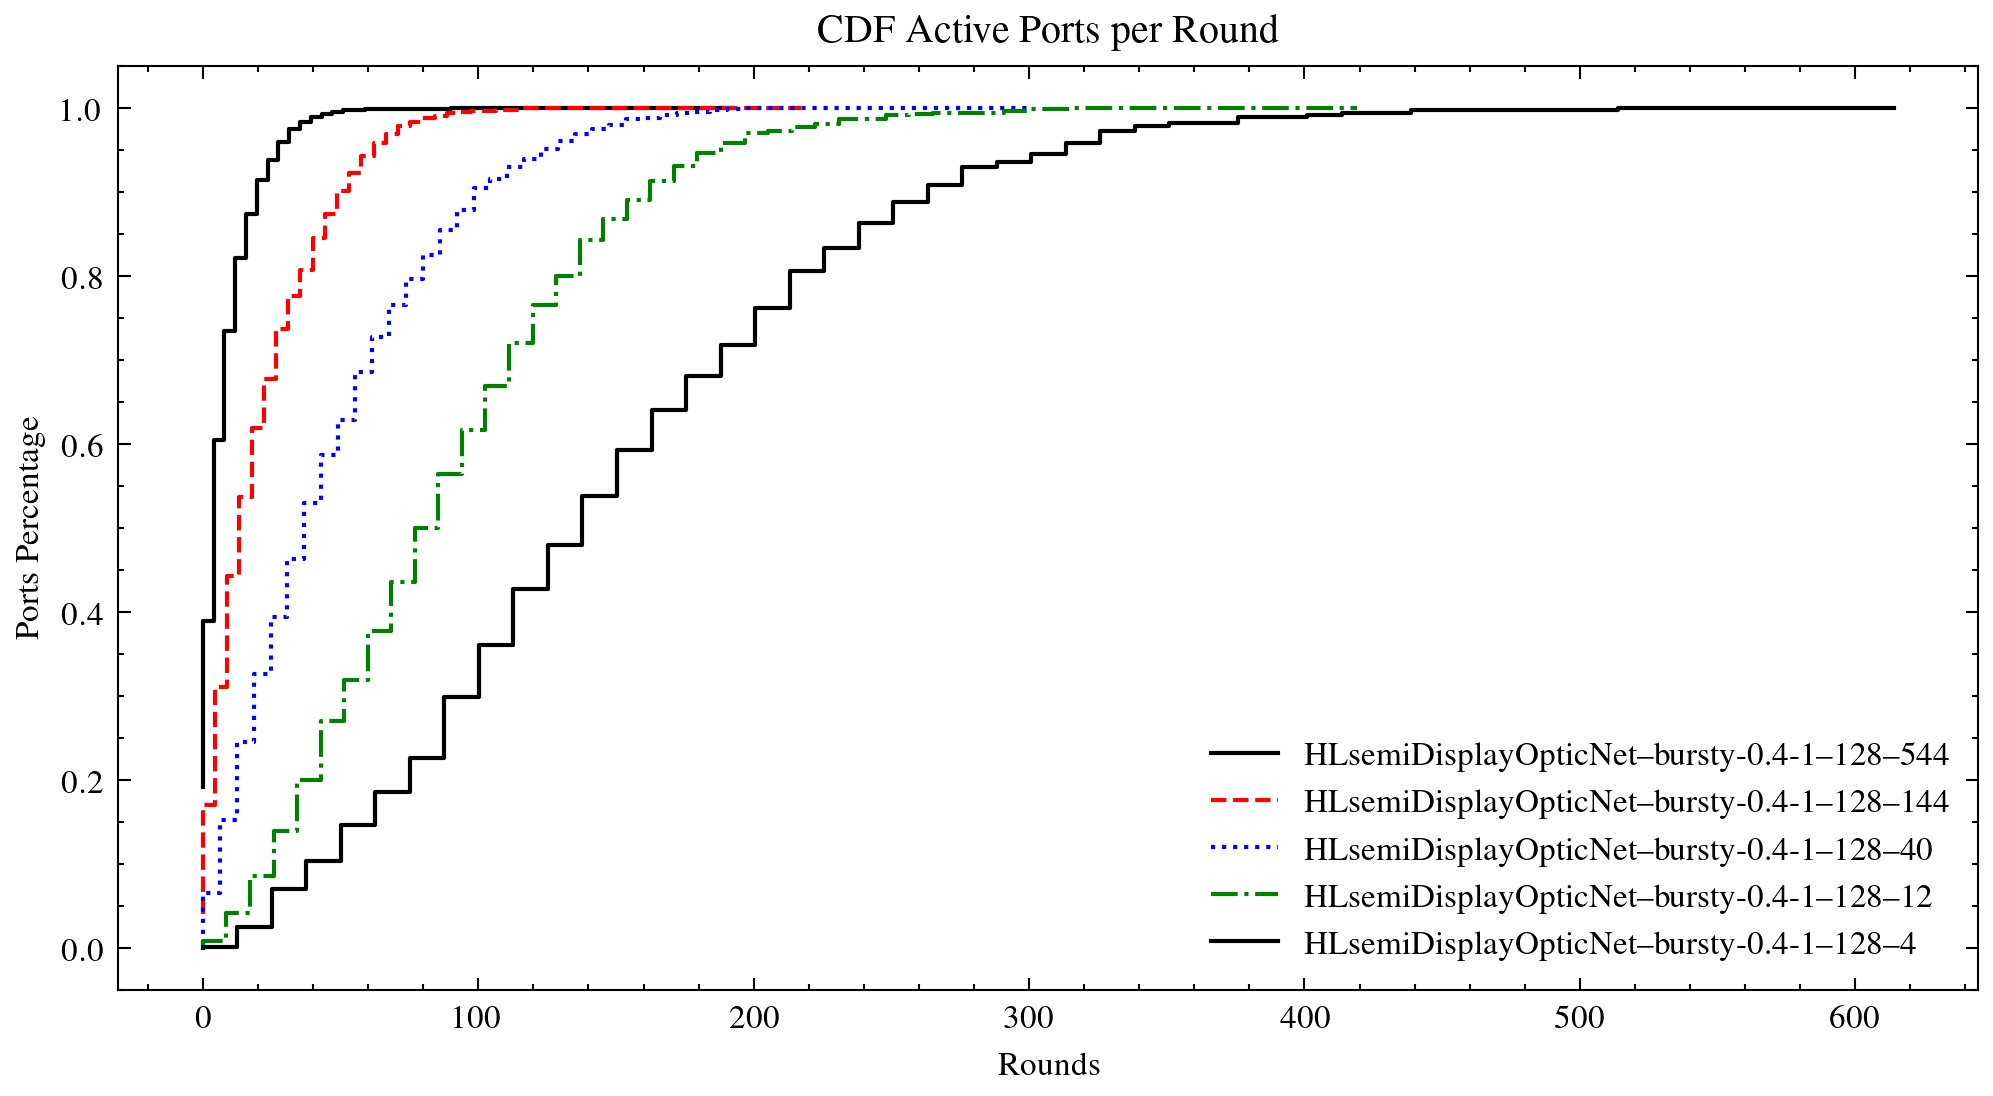 CDF Active Ports per Round
Ports Percentage
1.0
0.8
0.6
0.4
0.2
0.0
HLsemiDisplayOpticNet–bursty-0.4-1–128–544
HLsemiDisplayOpticNet–bursty-0.4-1–128–144
HLsemiDisplayOpticNet–bursty-0.4-1–128–40
HLsemiDisplayOpticNet–bursty-0.4-1–128–12
HLsemiDisplayOpticNet–bursty-0.4-1–128–4
0 100 200 300 400 500 600
Rounds